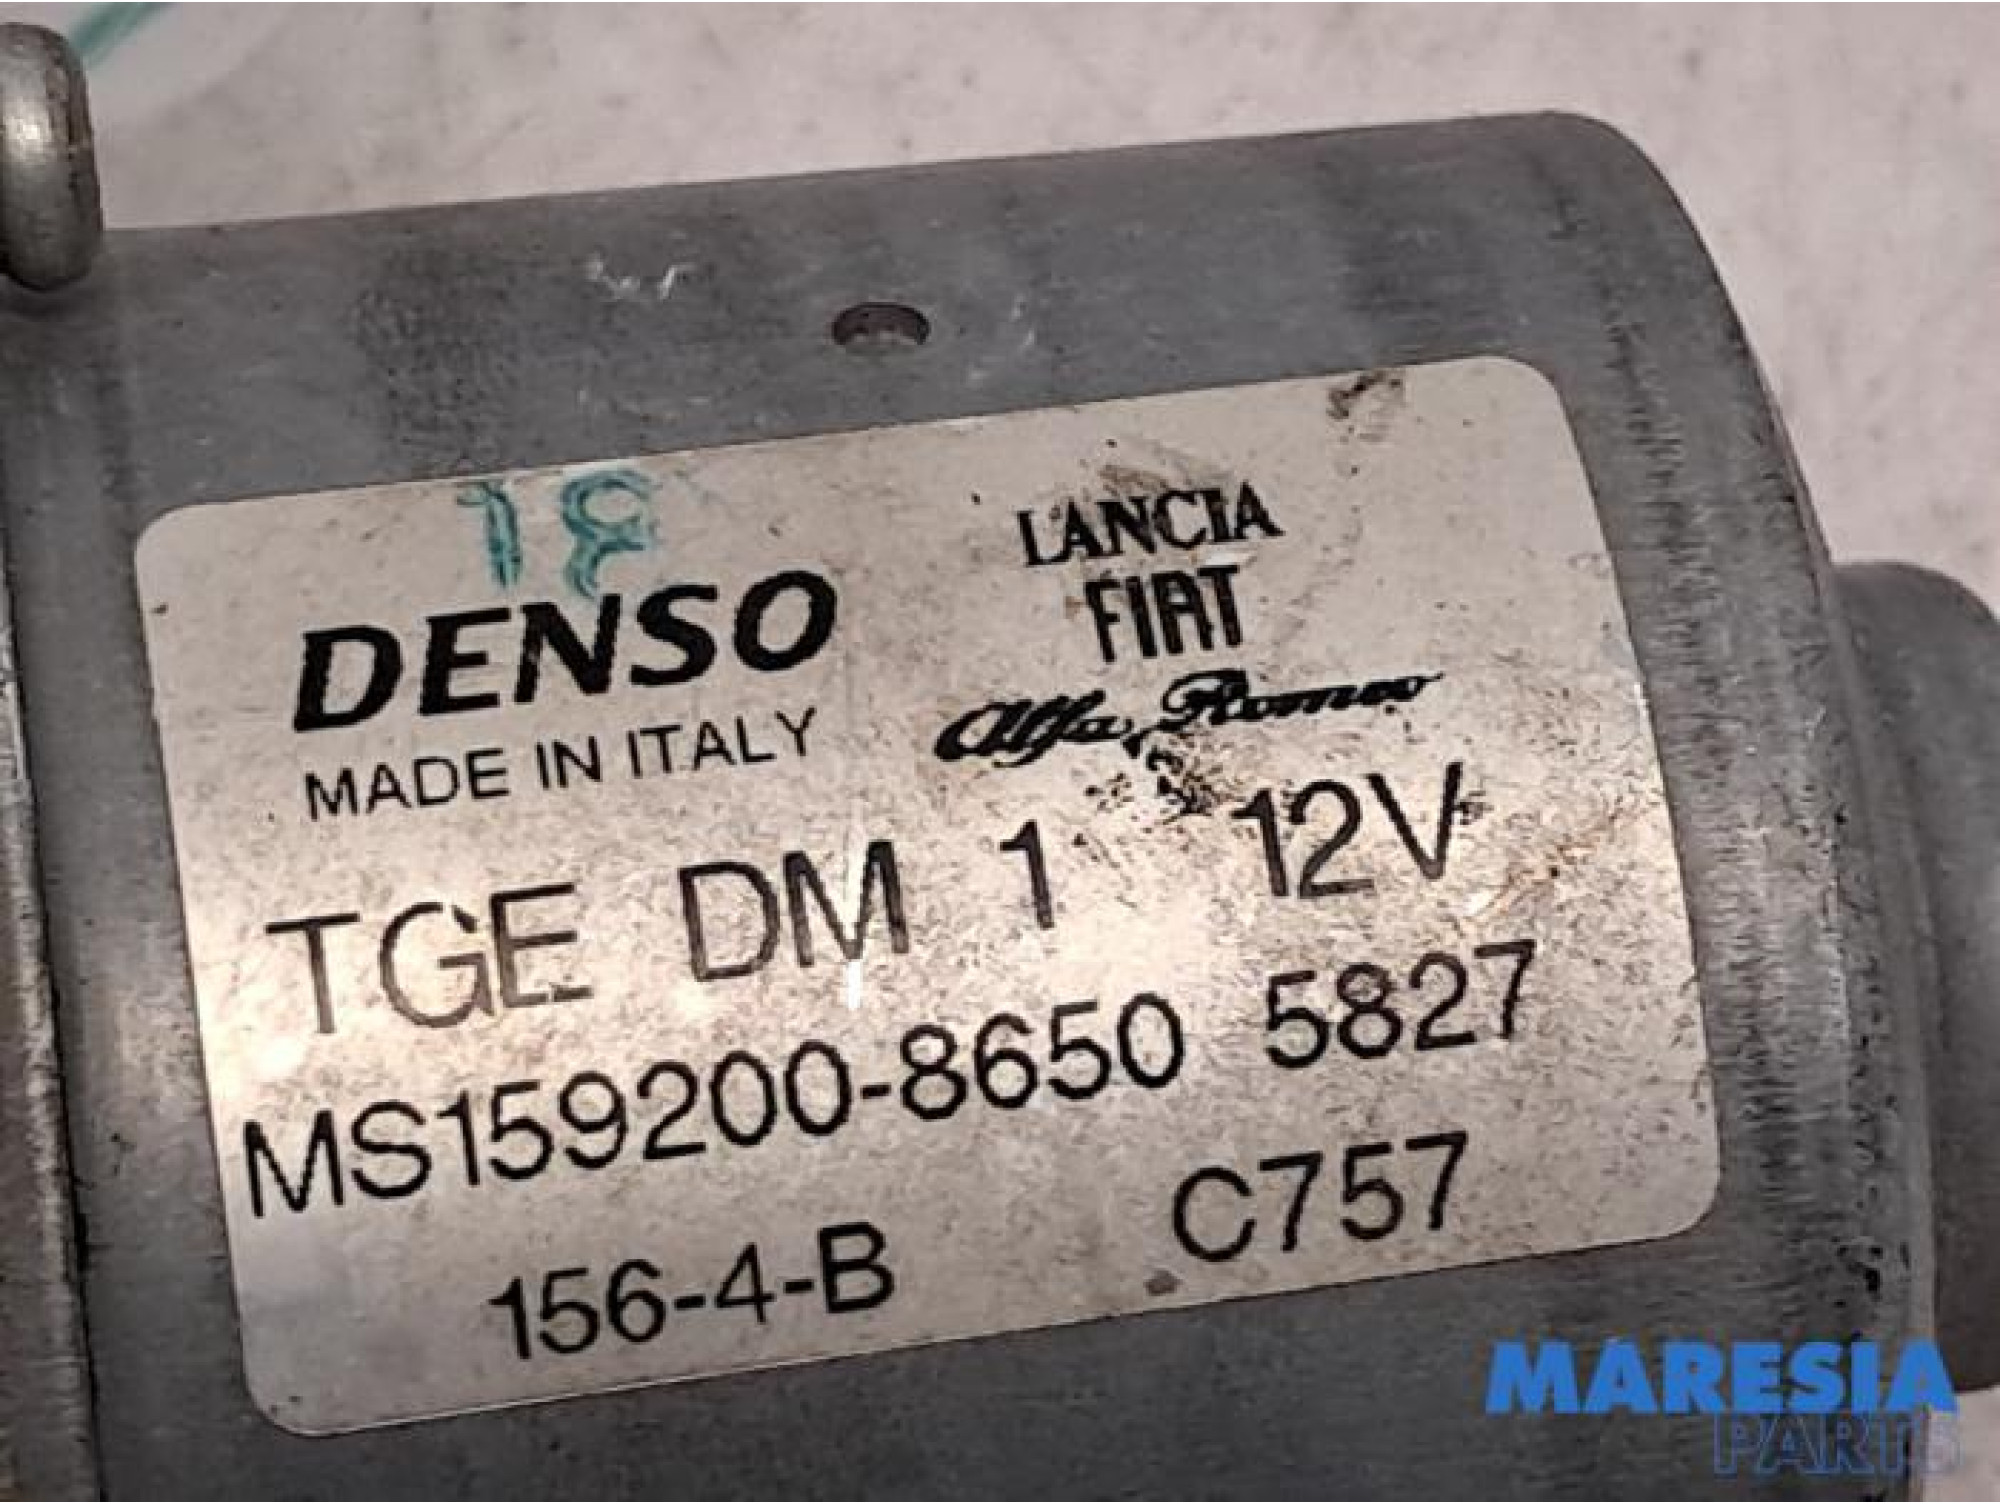 18
DENSO
MADE IN ITALY
LANCIA
FIAT
Alfa Romeo
TGE DM 1 12V
MS159200-8650 5827
156-4-B C757
MARESIA
PARTS